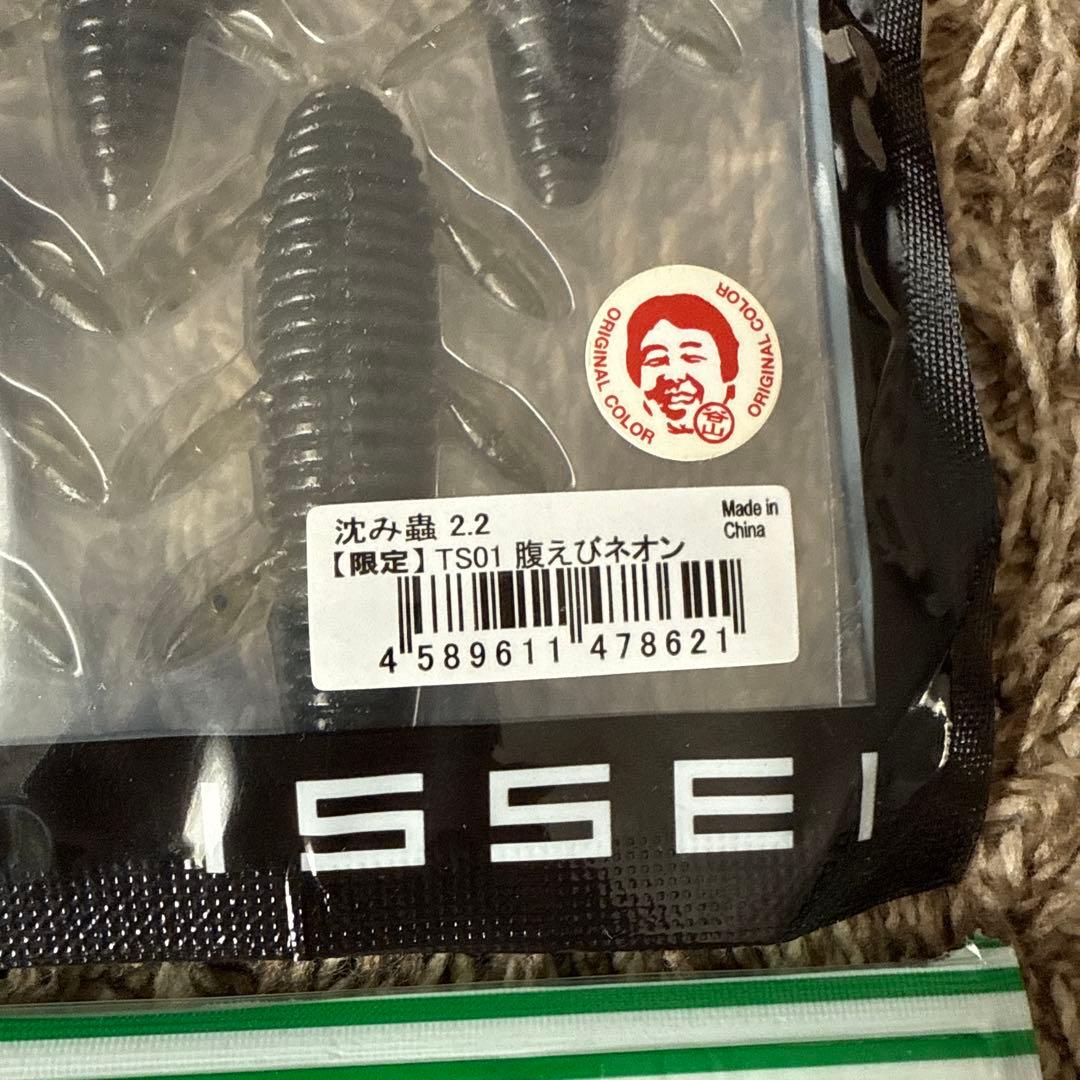 ORIGINAL COLOR
ORIGINAL COLOR
谷山
沈み蟲 2.2
Made in
China
【限定】TS01 腹えびネオン
4 589611 478621
ISSEI